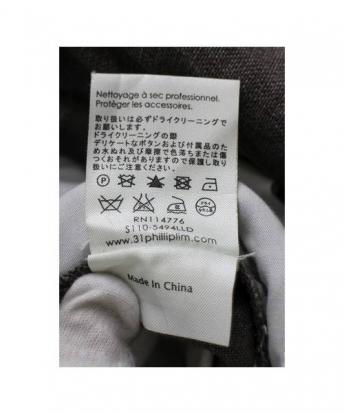 Nettoyage à sec professionnel.
Protéger les accessoires.
取り扱いは必ずドライクリーニングで
お願いします。
ドライクリーニングの際
デリケートなボタンおよび付属品のた
め水ぬれ及び摩擦で色落ちまたは傷
つくおそれがありますので保護し取り
扱いにご注意ください。
RN114776
S110-5494LLD
www.31philliplim.com
Made In China